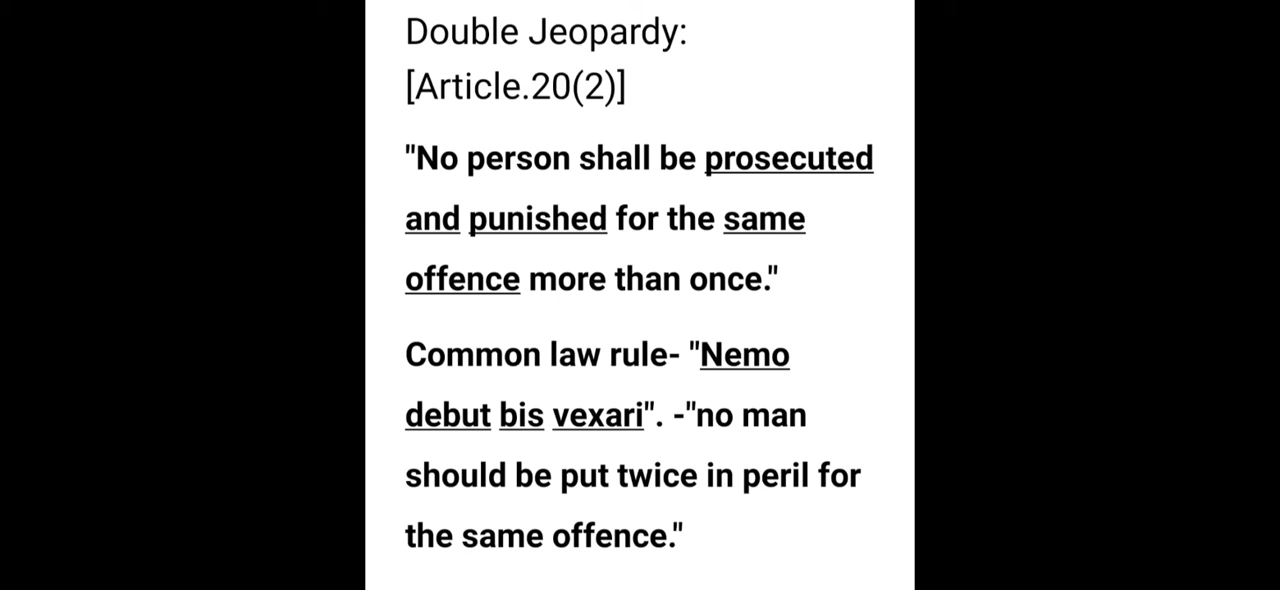 Double Jeopardy:
[Article.20(2)]
"No person shall be prosecuted
and punished for the same
offence more than once."
Common law rule- "Nemo
debut bis vexari". -"no man
should be put twice in peril for
the same offence."